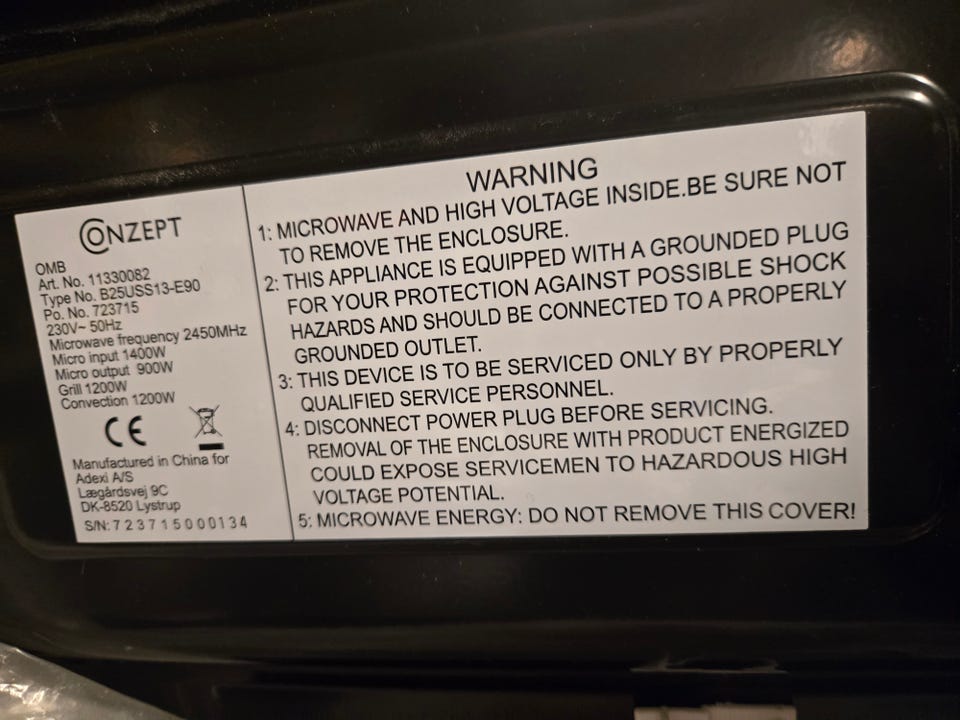 CONZEPT
OMB
Art. No. 11330082
Type No. B25USS13-E90
Po. No. 723715
230V~ 50Hz
Microwave frequency 2450MHz
Micro input 1400W
Micro output 900W
Grill 1200W
Convection 1200W
CE
Manufactured in China for
Adexi A/S
Lægårdsvej 9C
DK-8520 Lystrup
S/N: 723715000134
WARNING
1: MICROWAVE AND HIGH VOLTAGE INSIDE.BE SURE NOT
TO REMOVE THE ENCLOSURE.
2: THIS APPLIANCE IS EQUIPPED WITH A GROUNDED PLUG
FOR YOUR PROTECTION AGAINST POSSIBLE SHOCK
HAZARDS AND SHOULD BE CONNECTED TO A PROPERLY
GROUNDED OUTLET.
3: THIS DEVICE IS TO BE SERVICED ONLY BY PROPERLY
QUALIFIED SERVICE PERSONNEL.
4: DISCONNECT POWER PLUG BEFORE SERVICING.
REMOVAL OF THE ENCLOSURE WITH PRODUCT ENERGIZED
COULD EXPOSE SERVICEMEN TO HAZARDOUS HIGH
VOLTAGE POTENTIAL.
5: MICROWAVE ENERGY: DO NOT REMOVE THIS COVER!